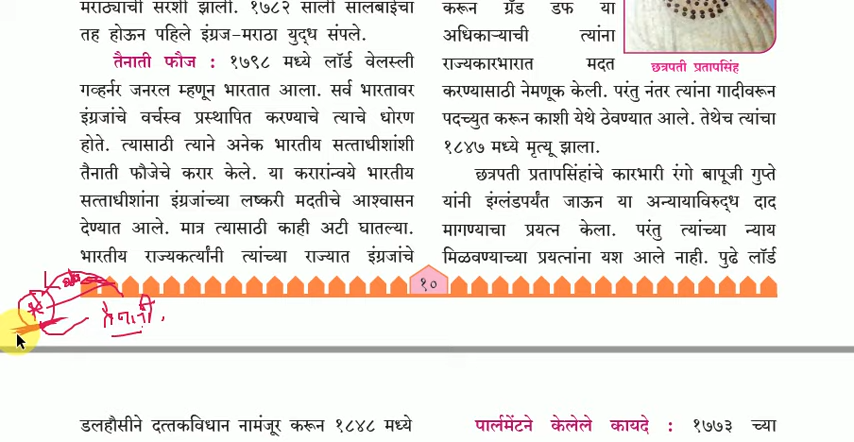 मराठ्यांची सरशी झाली. १७८२ साली सालबाईचा
तह होऊन पहिले इंग्रज-मराठा युद्ध संपले.
तैनाती फौज : १७९८ मध्ये लॉर्ड वेलस्ली
गव्हर्नर जनरल म्हणून भारतात आला. सर्व भारतावर
इंग्रजांचे वर्चस्व प्रस्थापित करण्याचे त्याचे धोरण
होते. त्यासाठी त्याने अनेक भारतीय सत्ताधीशांशी
तैनाती फौजेचे करार केले. या करारांन्वये भारतीय
सत्ताधीशांना इंग्रजांच्या लष्करी मदतीचे आश्वासन
देण्यात आले. मात्र त्यासाठी काही अटी घातल्या.
भारतीय राज्यकर्त्यांनी त्यांच्या राज्यात इंग्रजांचे
करून ग्रँड डफ या
अधिकाऱ्याची त्यांना
राज्यकारभारात मदत
छत्रपती प्रतापसिंह
करण्यासाठी नेमणूक केली. परंतु नंतर त्यांना गादीवरून
पदच्युत करून काशी येथे ठेवण्यात आले. तेथेच त्यांचा
१८४७ मध्ये मृत्यू झाला.
छत्रपती प्रतापसिंहांचे कारभारी रंगो बापूजी गुप्ते
यांनी इंग्लंडपर्यंत जाऊन या अन्यायाविरुद्ध दाद
मागण्याचा प्रयत्न केला. परंतु त्यांच्या न्याय
मिळवण्याच्या प्रयत्नांना यश आले नाही. पुढे लॉर्ड
१०
तैनाती
डलहौसीने दत्तकविधान नामंजूर करून १८४८ मध्ये
पार्लमेंटने केलेले कायदे : १७७३ च्या